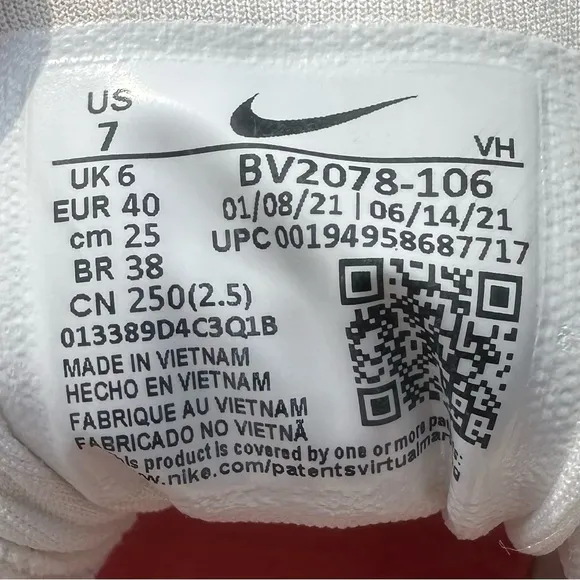 US
7
VH
UK 6
BV2078-106
EUR 40
01/08/21 | 06/14/21
cm 25
UPC 00194958687717
BR 38
CN 250(2.5)
013389D4C3Q1B
MADE IN VIETNAM
HECHO EN VIETNAM
FABRIQUE AU VIETNAM
FABRICADO NO VIETNÃ
product is covered by one or more
.nike.com/patentsvirtualmar